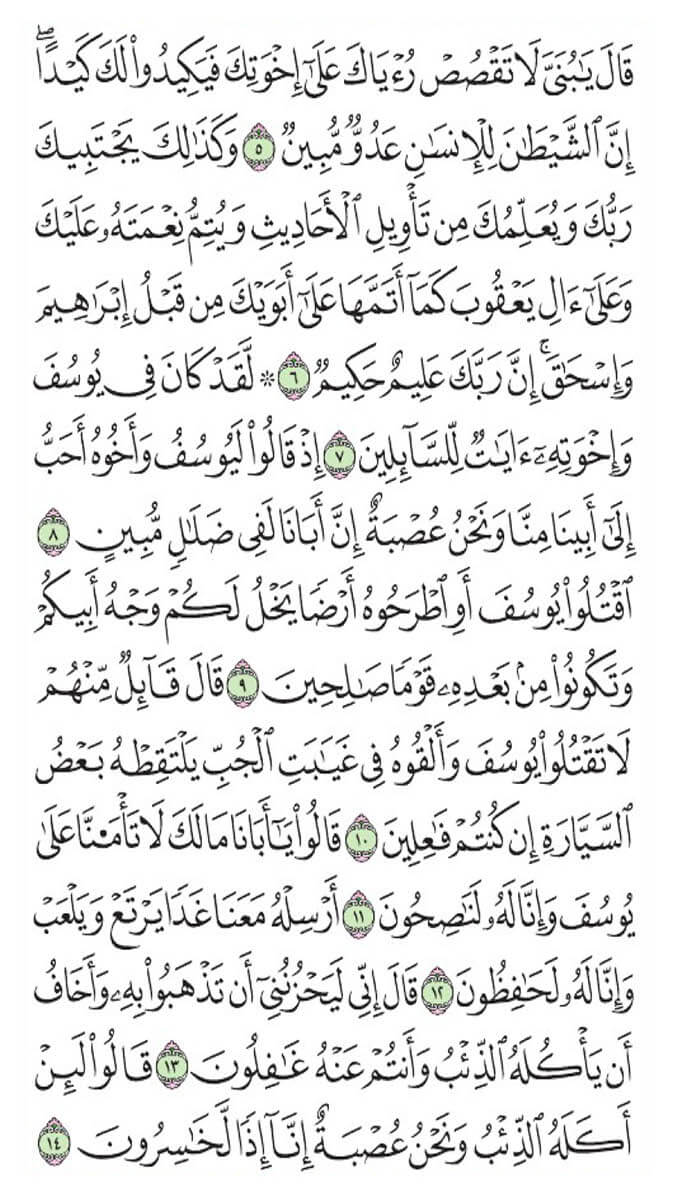 قَالَ يَٰبُنَيَّ لَا تَقۡصُصۡ رُءۡيَاكَ عَلَىٰٓ إِخۡوَتِكَ فَيَكِيدُواْ لَكَ كَيۡدًاۖ
إِنَّ ٱلشَّيۡطَٰنَ لِلۡإِنسَٰنِ عَدُوّٞ مُّبِينٞ ٥ وَكَذَٰلِكَ يَجۡتَبِيكَ
رَبُّكَ وَيُعَلِّمُكَ مِن تَأۡوِيلِ ٱلۡأَحَادِيثِ وَيُتِمُّ نِعۡمَتَهُۥ عَلَيۡكَ
وَعَلَىٰٓ ءَالِ يَعۡقُوبَ كَمَآ أَتَمَّهَا عَلَىٰٓ أَبَوَيۡكَ مِن قَبۡلُ إِبۡرَٰهِيمَ
وَإِسۡحَٰقَۚ إِنَّ رَبَّكَ عَلِيمٌ حَكِيمٞ ٦ ۞ لَّقَدۡ كَانَ فِي يُوسُفَ
وَإِخۡوَتِهِۦٓ ءَايَٰتٞ لِّلسَّآئِلِينَ ٧ إِذۡ قَالُواْ لَيُوسُفُ وَأَخُوهُ أَحَبُّ
إِلَىٰٓ أَبِينَا مِنَّا وَنَحۡنُ عُصۡبَةٌ إِنَّ أَبَانَا لَفِي ضَلَٰلٖ مُّبِينٍ ٨
ٱقۡتُلُواْ يُوسُفَ أَوِ ٱطۡرَحُوهُ أَرۡضٗا يَخۡلُ لَكُمۡ وَجۡهُ أَبِيكُمۡ
وَتَكُونُواْ مِنۢ بَعۡدِهِۦ قَوۡمٗا صَٰلِحِينَ ٩ قَالَ قَآئِلٞ مِّنۡهُمۡ
لَا تَقۡتُلُواْ يُوسُفَ وَأَلۡقُوهُ فِي غَيَٰبَتِ ٱلۡجُبِّ يَلۡتَقِطۡهُ بَعۡضُ
ٱلسَّيَّارَةِ إِن كُنتُمۡ فَٰعِلِينَ ١٠ قَالُواْ يَٰٓأَبَانَا مَا لَكَ لَا تَأۡمَ۬نَّا عَلَىٰ
يُوسُفَ وَإِنَّا لَهُۥ لَنَٰصِحُونَ ١١ أَرۡسِلۡهُ مَعَنَا غَدٗا يَرۡتَعۡ وَيَلۡعَبۡ
وَإِنَّا لَهُۥ لَحَٰفِظُونَ ١٢ قَالَ إِنِّي لَيَحۡزُنُنِيٓ أَن تَذۡهَبُواْ بِهِۦ وَأَخَافُ
أَن يَأۡكُلَهُ ٱلذِّئۡبُ وَأَنتُمۡ عَنۡهُ غَٰفِلُونَ ١٣ قَالُواْ لَئِنۡ
أَكَلَهُ ٱلذِّئۡبُ وَنَحۡنُ عُصۡبَةٌ إِنَّآ إِذٗا لَّخَٰسِرُونَ ١٤